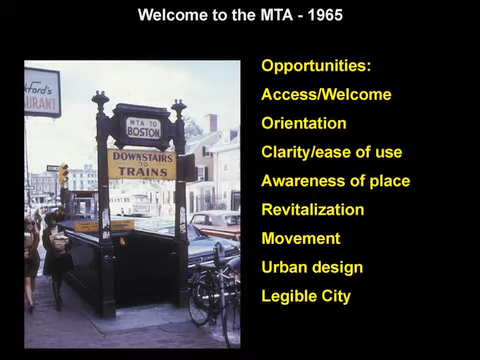 Welcome to the MTA - 1965
Opportunities:
Access/Welcome
Orientation
Clarity/ease of use
Awareness of place
Revitalization
Movement
Urban design
Legible City
MTA TO
BOSTON
DOWNSTAIRS
TO
TRAINS